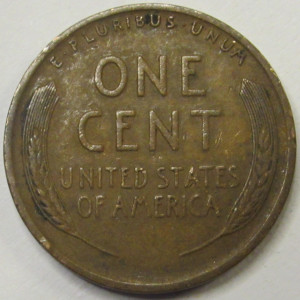 E·PLURIBUS·UNUM
ONE
CENT
UNITED STATES
OF AMERICA